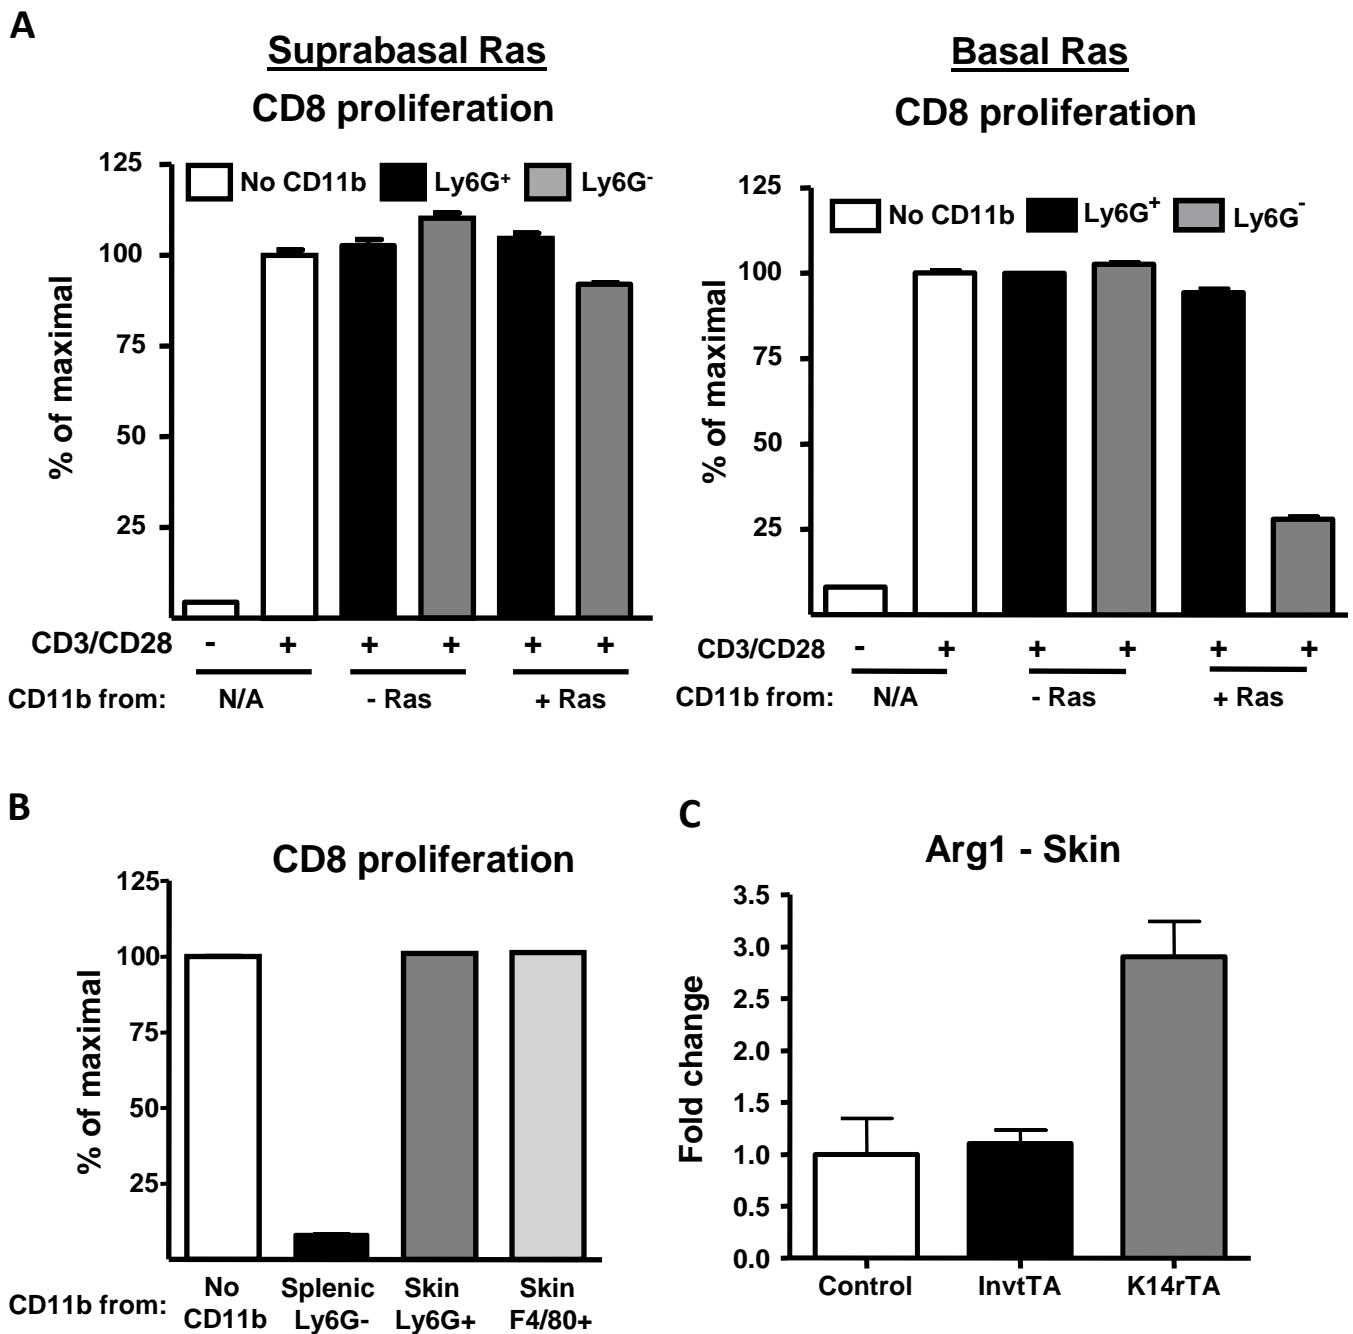 A
Suprabasal Ras
CD8 proliferation
No CD11b Ly6G+ Ly6G-
% of maximal
125
100
75
50
25
CD3/CD28 - + + + + +
CD11b from: N/A - Ras + Ras
Basal Ras
CD8 proliferation
No CD11b Ly6G+ Ly6G-
% of maximal
125
100
75
50
25
CD3/CD28 - + + + + +
CD11b from: N/A - Ras + Ras
B
CD8 proliferation
% of maximal
125
100
75
50
25
CD11b from:
No
CD11b
Splenic
Ly6G-
Skin
Ly6G+
Skin
F4/80+
C
Arg1 - Skin
Fold change
3.5
3.0
2.5
2.0
1.5
1.0
0.5
0.0
Control InvtTA K14rTA